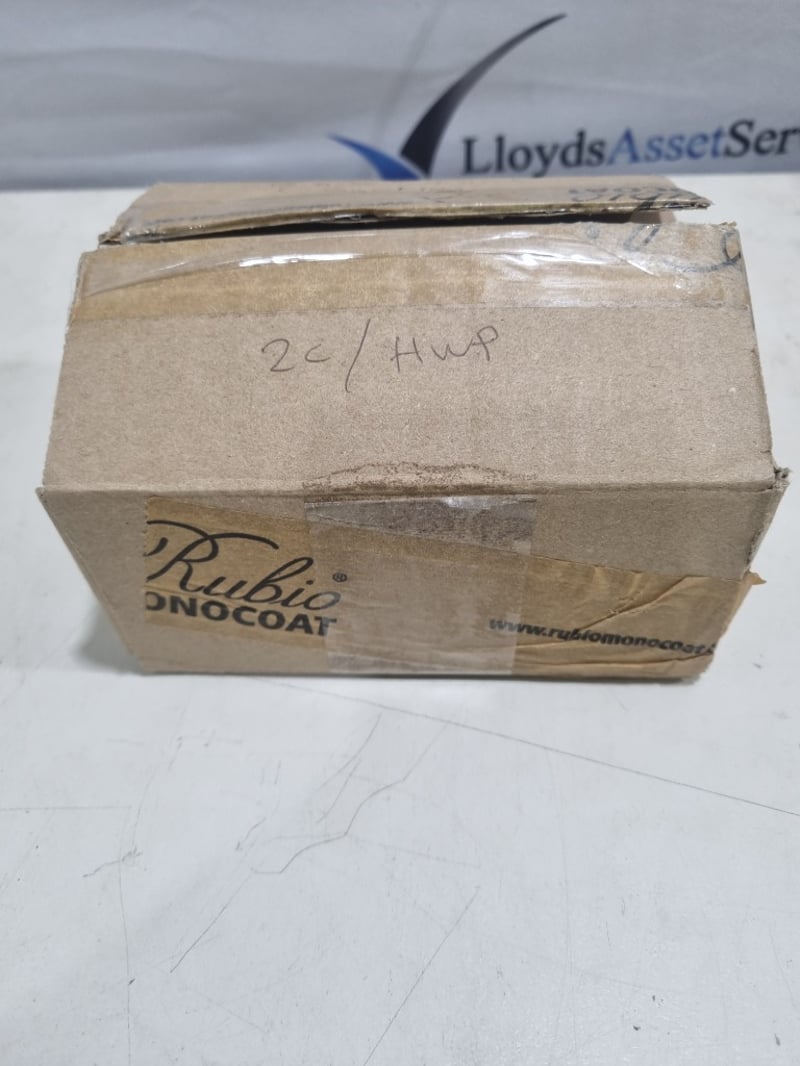 LloydsAssetSer
2C/HWP
Rubio®
ONOCOAT
www.rubiomonocoat